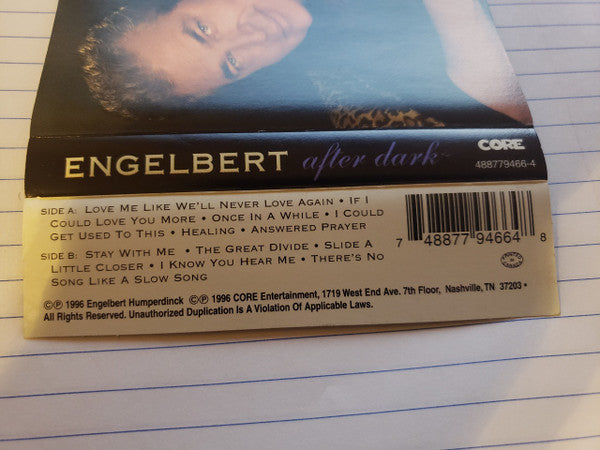 ENGELBERT after dark™ CORE
488779466-4
SIDE A: LOVE ME LIKE WE'LL NEVER LOVE AGAIN • IF I
COULD LOVE YOU MORE • ONCE IN A WHILE • I COULD
GET USED TO THIS • HEALING • ANSWERED PRAYER
SIDE B: STAY WITH ME • THE GREAT DIVIDE • SLIDE A
LITTLE CLOSER • I KNOW YOU HEAR ME • THERE'S NO
SONG LIKE A SLOW SONG
7 48877 94664 8
©℗ 1996 Engelbert Humperdinck ©℗ 1996 CORE Entertainment, 1719 West End Ave. 7th Floor, Nashville, TN 37203 •
All Rights Reserved. Unauthorized Duplication Is A Violation Of Applicable Laws.